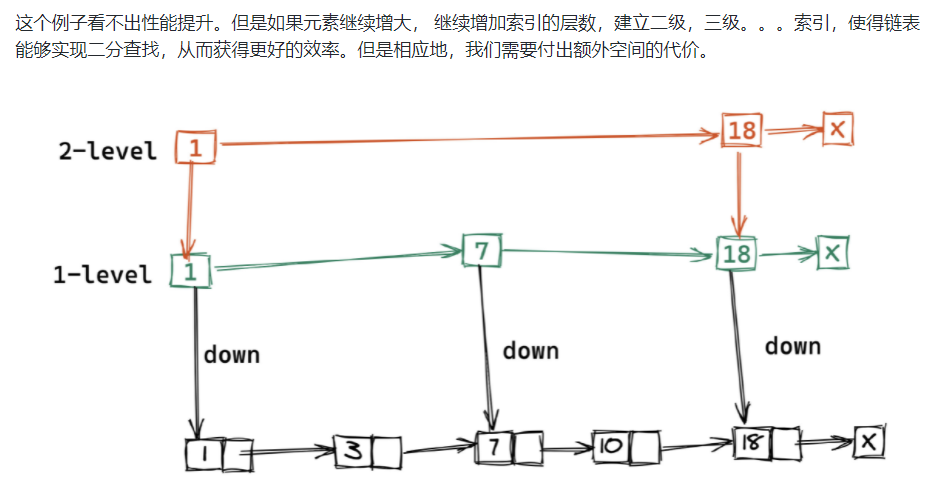 这个例子看不出性能提升。但是如果元素继续增大， 继续增加索引的层数，建立二级，三级。。。索引，使得链表
能够实现二分查找，从而获得更好的效率。但是相应地，我们需要付出额外空间的代价。
2-level 1 18 X
1-level 1 7 18 X
down down down
1 3 7 10 18 X